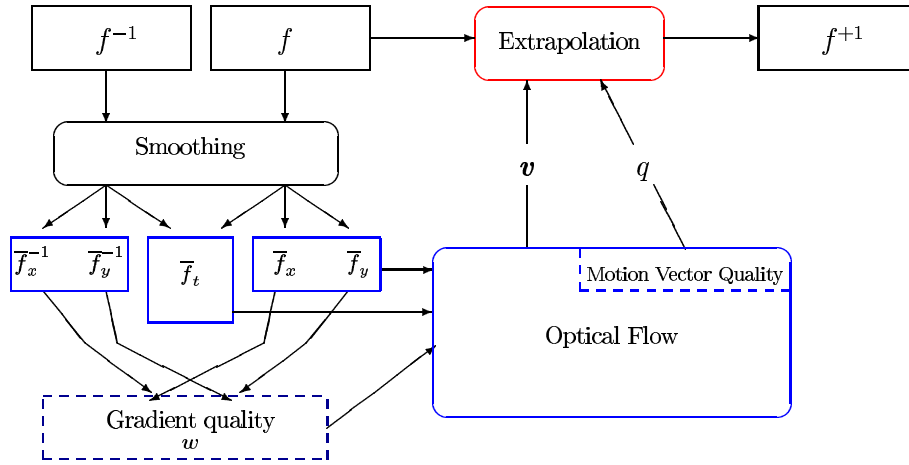 f⁻¹ f Extrapolation f⁺¹
Smoothing
v q
f̅ₓ⁻¹ f̅ᵧ⁻¹ f̅ₜ f̅ₓ f̅ᵧ
Motion Vector Quality
Optical Flow
Gradient quality
w